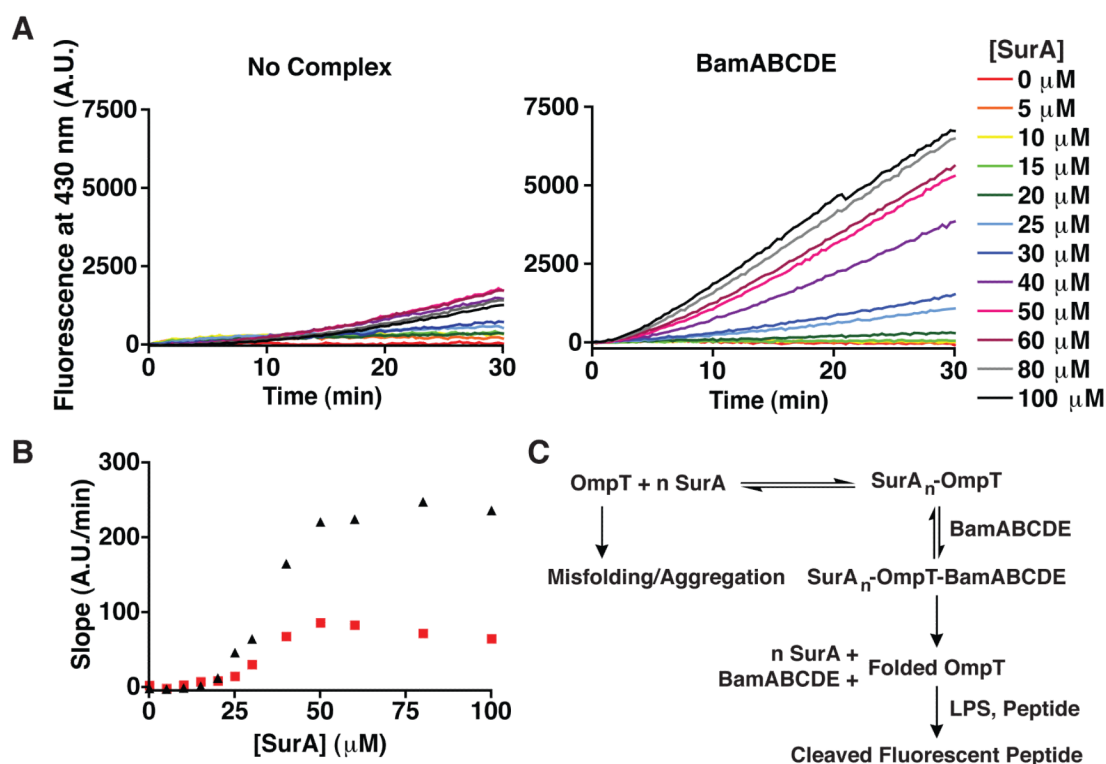 A
No Complex
BamABCDE
[SurA]
Fluorescence at 430 nm (A.U.)
7500
5000
2500
0
0
10
20
30
Time (min)
7500
5000
2500
0
0
10
20
30
Time (min)
0 µM
5 µM
10 µM
15 µM
20 µM
25 µM
30 µM
40 µM
50 µM
60 µM
80 µM
100 µM
B
Slope (A.U./min)
300
200
100
0
0
25
50
75
100
[SurA] (µM)
C
OmpT + n SurA
SurAn-OmpT
BamABCDE
Misfolding/Aggregation
SurAn-OmpT-BamABCDE
n SurA +
BamABCDE +
Folded OmpT
LPS, Peptide
Cleaved Fluorescent Peptide